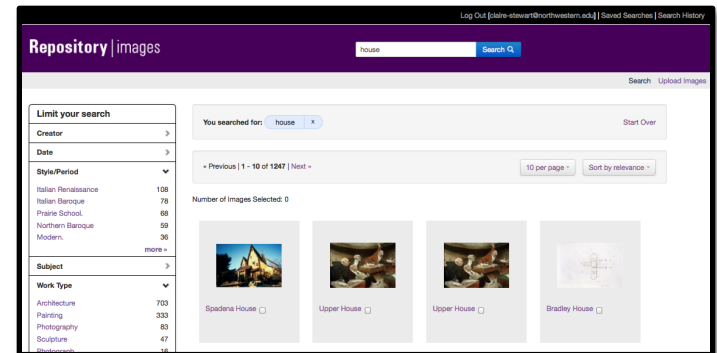 Log Out [claire-stewart@northwestern.edu] | Saved Searches | Search History
Repository | images
house
Search
Search Upload Images
Limit your search
Creator
Date
Style/Period
Italian Renaissance 108
Italian Baroque 78
Prairie School. 68
Northern Baroque 59
Modern. 36
more »
Subject
Work Type
Architecture 703
Painting 333
Photography 83
Sculpture 47
Photograph 16
You searched for: house x
Start Over
« Previous | 1 - 10 of 1247 | Next »
10 per page
Sort by relevance
Number of Images Selected: 0
Spadena House
Upper House
Upper House
Bradley House